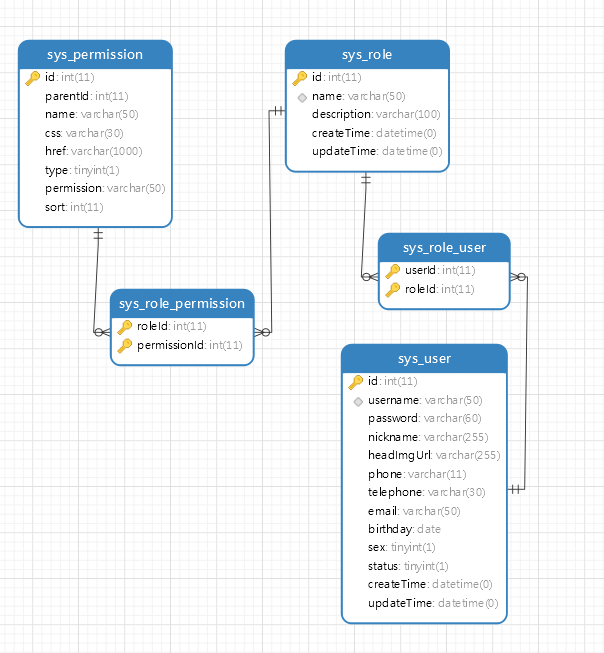 sys_permission
id: int(11)
parentId: int(11)
name: varchar(50)
css: varchar(30)
href: varchar(1000)
type: tinyint(1)
permission: varchar(50)
sort: int(11)
sys_role
id: int(11)
name: varchar(50)
description: varchar(100)
createTime: datetime(0)
updateTime: datetime(0)
sys_role_user
userId: int(11)
roleId: int(11)
sys_role_permission
roleId: int(11)
permissionId: int(11)
sys_user
id: int(11)
username: varchar(50)
password: varchar(60)
nickname: varchar(255)
headImgUrl: varchar(255)
phone: varchar(11)
telephone: varchar(30)
email: varchar(50)
birthday: date
sex: tinyint(1)
status: tinyint(1)
createTime: datetime(0)
updateTime: datetime(0)